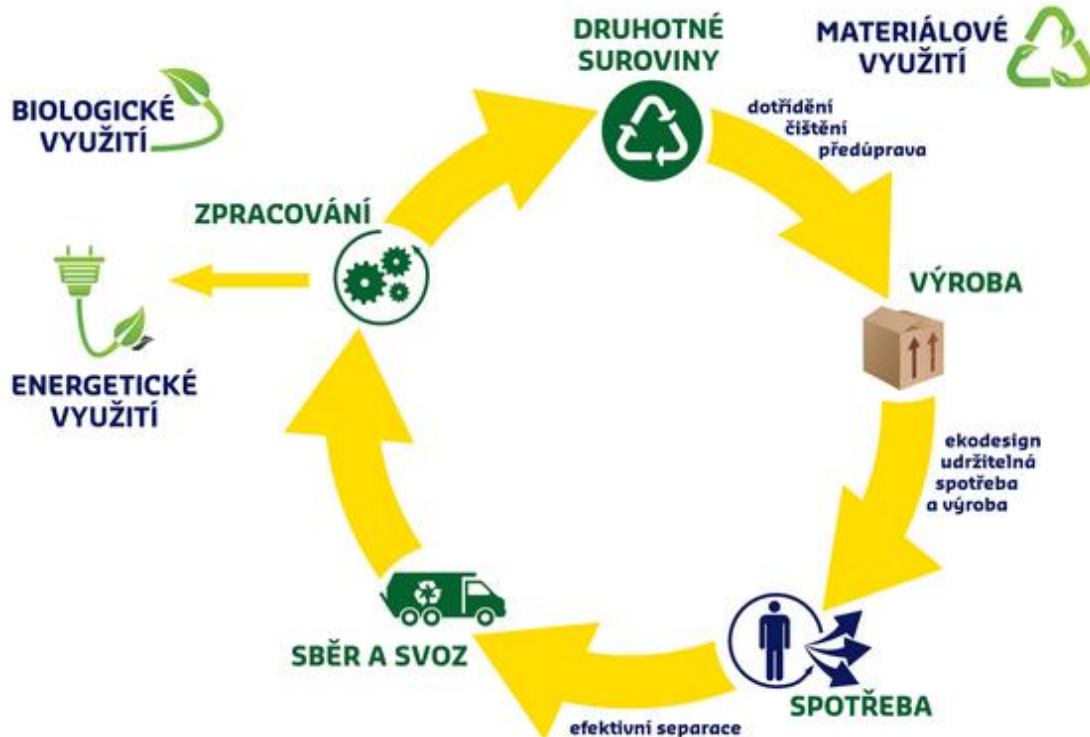 DRUHOTNÉ
SUROVINY
MATERIÁLOVÉ
VYUŽITÍ
BIOLOGICKÉ
VYUŽITÍ
dotřídění
čištění
předúprava
ZPRACOVÁNÍ
VÝROBA
ENERGETICKÉ
VYUŽITÍ
ekodesign
udržitelná
spotřeba
a výroba
SBĚR A SVOZ
SPOTŘEBA
efektivní separace